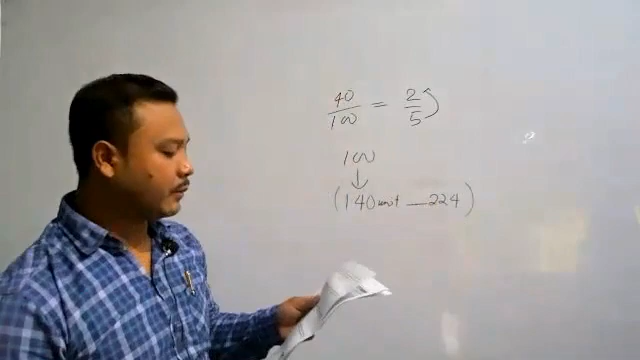 40/100 = 2/5
100
↓
(140 unit — 224)